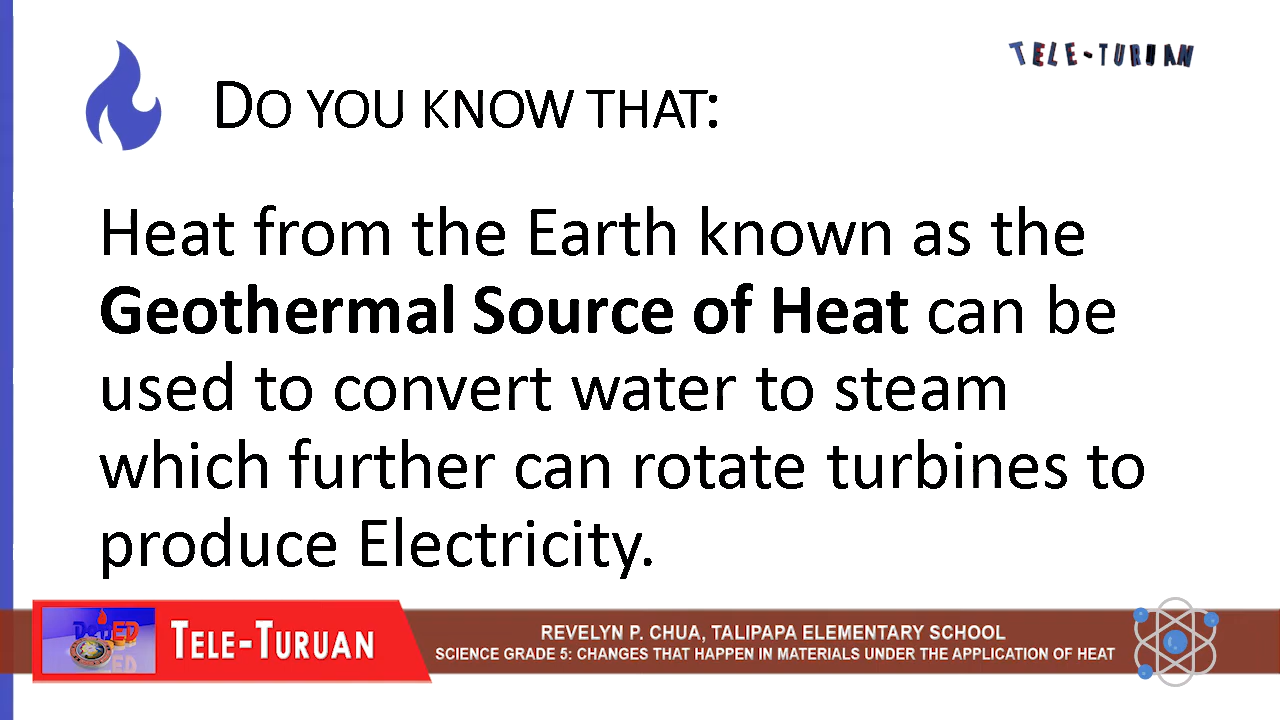 TELE-TURUAN
DO YOU KNOW THAT:
Heat from the Earth known as the
Geothermal Source of Heat can be
used to convert water to steam
which further can rotate turbines to
produce Electricity.
DepED
TELE-TURUAN
REVELYN P. CHUA, TALIPAPA ELEMENTARY SCHOOL
SCIENCE GRADE 5: CHANGES THAT HAPPEN IN MATERIALS UNDER THE APPLICATION OF HEAT